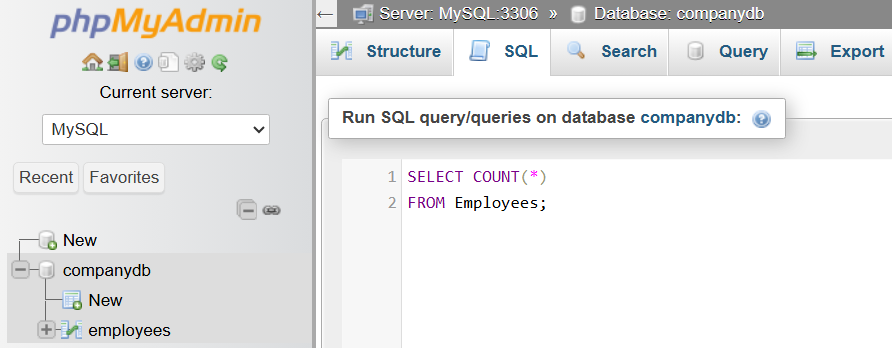 phpMyAdmin
Current server:
MySQL
Recent Favorites
New
companydb
New
employees
Server: MySQL:3306 » Database: companydb
Structure SQL Search Query Export
Run SQL query/queries on database companydb:
1 SELECT COUNT(*)
2 FROM Employees;